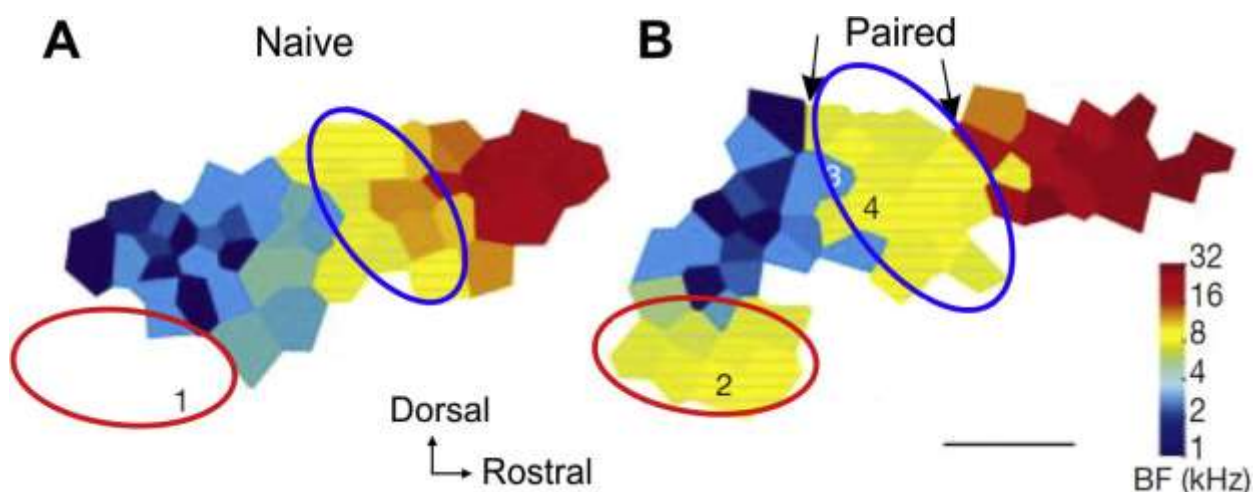 A
Naive
B
Paired
3
4
1
2
Dorsal
Rostral
32
16
8
4
2
1
BF (kHz)